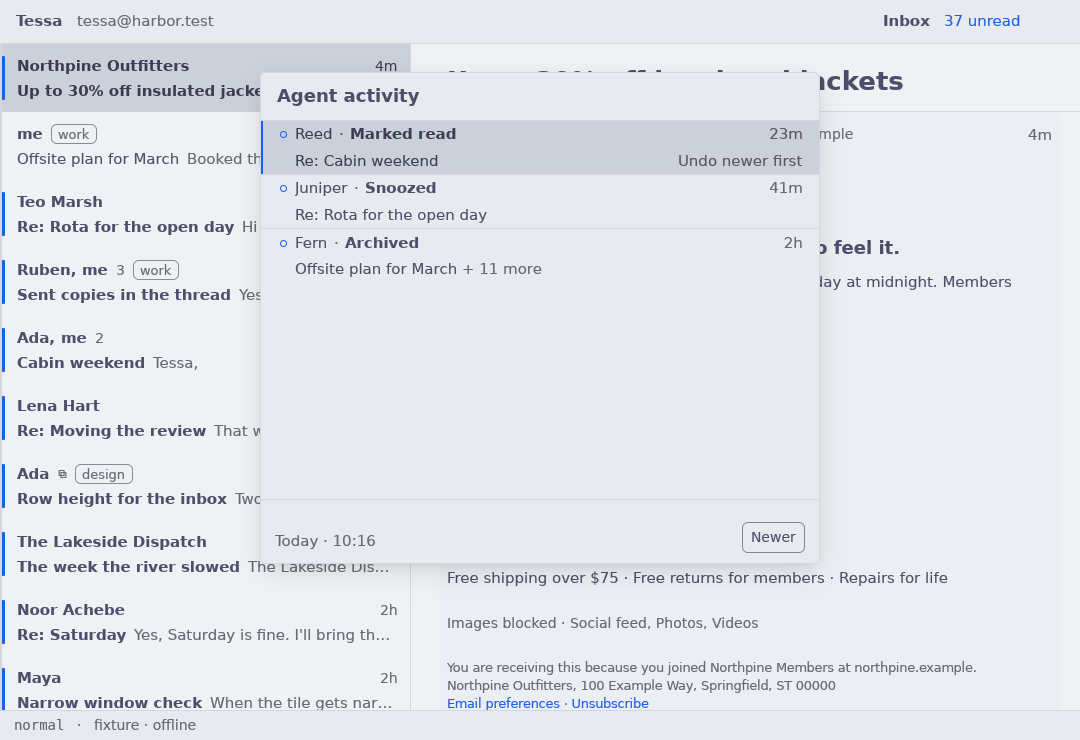 Tessa tessa@harbor.test
Inbox 37 unread
Northpine Outfitters 4m
Up to 30% off insulated
me work
Offsite plan for March Booked
Teo Marsh
Re: Rota for the open day Hi
Ruben, me 3 work
Sent copies in the thread Yes
Ada, me 2
Cabin weekend Tessa,
Lena Hart
Re: Moving the review That
Ada design
Row height for the inbox
The Lakeside Dispatch
The week the river slowed The Lakeside Dis…
Noor Achebe 2h
Re: Saturday Yes, Saturday is fine. I'll bring th…
Maya 2h
Narrow window check When the tile gets nar…
Agent activity
Reed · Marked read 23m
Re: Cabin weekend Undo newer first
Juniper · Snoozed 41m
Re: Rota for the open day
Fern · Archived 2h
Offsite plan for March + 11 more
Today · 10:16 Newer
4m
feel it.
at midnight. Members
Free shipping over $75 · Free returns for members · Repairs for life
Images blocked · Social feed, Photos, Videos
You are receiving this because you joined Northpine Members at northpine.example.
Northpine Outfitters, 100 Example Way, Springfield, ST 00000
Email preferences · Unsubscribe
normal · fixture · offline